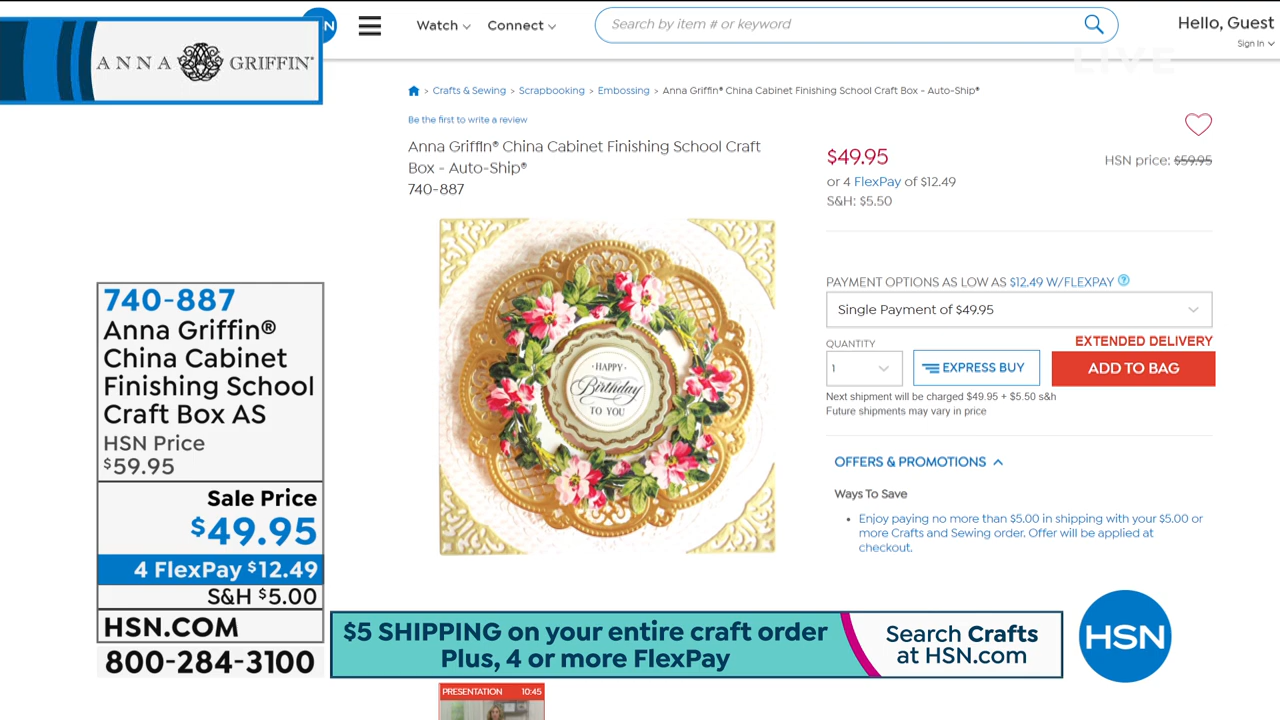 ANNA GRIFFIN®
N
Watch
Connect
Search by item # or keyword
Hello, Guest
Sign In
LIVE
> Crafts & Sewing > Scrapbooking > Embossing > Anna Griffin® China Cabinet Finishing School Craft Box - Auto-Ship®
Be the first to write a review
Anna Griffin® China Cabinet Finishing School Craft
Box - Auto-Ship®
740-887
$49.95
HSN price: $59.95
or 4 FlexPay of $12.49
S&H: $5.50
PAYMENT OPTIONS AS LOW AS $12.49 W/FLEXPAY ?
Single Payment of $49.95
QUANTITY
EXTENDED DELIVERY
1
EXPRESS BUY
ADD TO BAG
Next shipment will be charged $49.95 + $5.50 s&h
Future shipments may vary in price
OFFERS & PROMOTIONS
Ways To Save
• Enjoy paying no more than $5.00 in shipping with your $5.00 or
more Crafts and Sewing order. Offer will be applied at
checkout.
·HAPPY·
Birthday
TO YOU
740-887
Anna Griffin®
China Cabinet
Finishing School
Craft Box AS
HSN Price
$59.95
Sale Price
$49.95
4 FlexPay $12.49
S&H $5.00
HSN.COM
800-284-3100
$5 SHIPPING on your entire craft order
Plus, 4 or more FlexPay
Search Crafts
at HSN.com
HSN
PRESENTATION 10:45